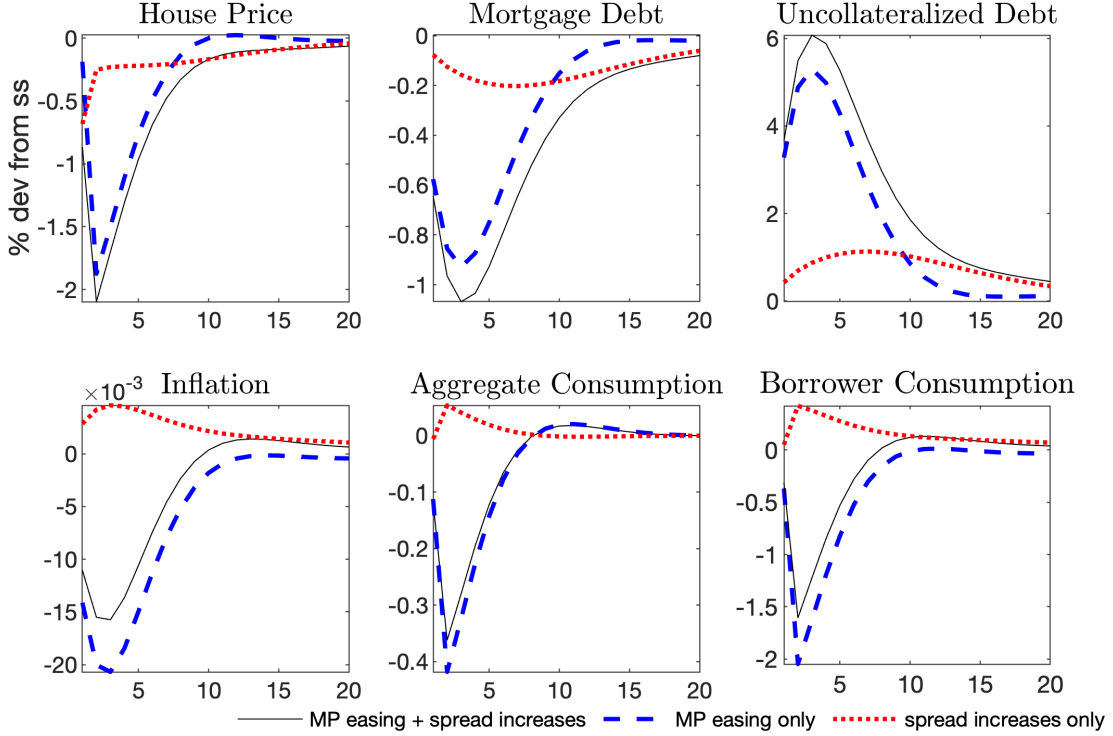 House Price
Mortgage Debt
Uncollateralized Debt
% dev from ss
0
-0.5
-1
-1.5
-2
5 10 15 20
0
-0.2
-0.4
-0.6
-0.8
-1
5 10 15 20
6
4
2
0
5 10 15 20
×10-3
Inflation
Aggregate Consumption
Borrower Consumption
0
-5
-10
-15
-20
5 10 15 20
0
-0.1
-0.2
-0.3
-0.4
5 10 15 20
0
-0.5
-1
-1.5
-2
5 10 15 20
MP easing + spread increases
MP easing only
spread increases only